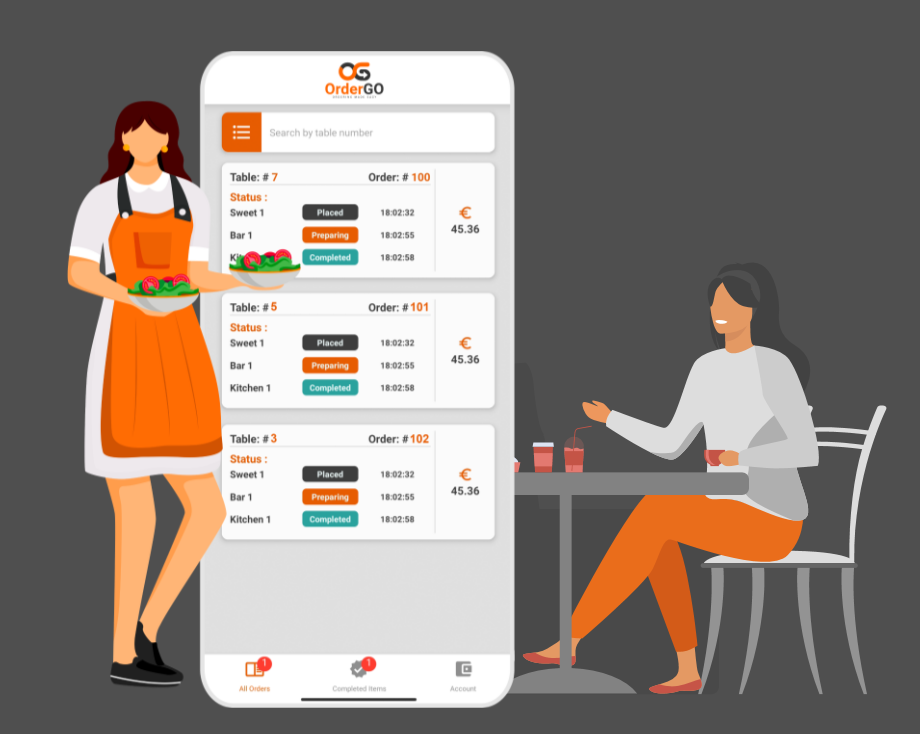 OG
OrderGO
Search by table number
Table: # 7 Order: # 100
Status :
Sweet 1 Placed 18:02:32
Bar 1 Preparing 18:02:55
Completed 18:02:58
€
45.36
Table: # 5 Order: # 101
Status :
Sweet 1 Placed 18:02:32
Bar 1 Preparing 18:02:55
Kitchen 1 Completed 18:02:58
€
45.36
Table: # 3 Order: # 102
Status :
Sweet 1 Placed 18:02:32
Bar 1 Preparing 18:02:55
Kitchen 1 Completed 18:02:58
€
45.36
1 1
All Orders Completed Items Account